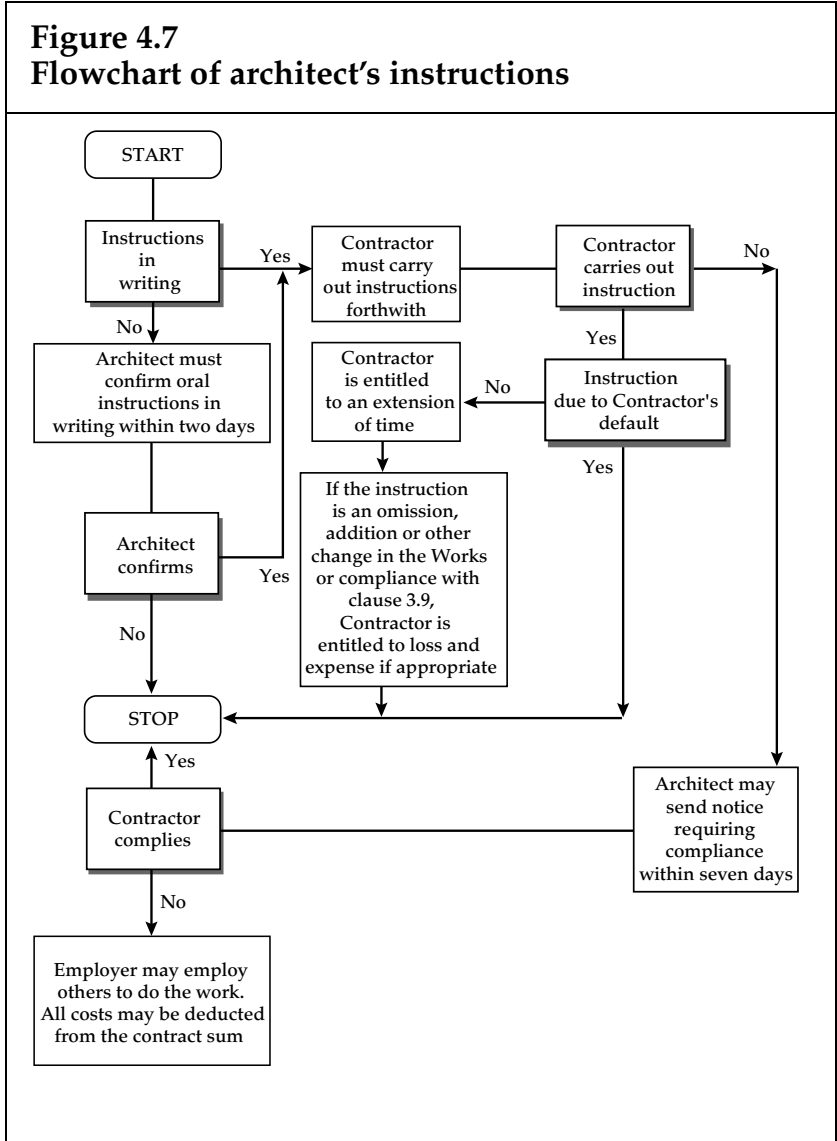 Figure 4.7
Flowchart of architect's instructions
START
Instructions
in
writing
Yes
Contractor
must carry
out instructions
forthwith
Contractor
carries out
instruction
No
No
Yes
Architect must
confirm oral
instructions in
writing within two days
Contractor
is entitled
to an extension
of time
No
Instruction
due to Contractor's
default
Yes
If the instruction
is an omission,
addition or other
change in the Works
or compliance with
clause 3.9,
Contractor is
entitled to loss and
expense if appropriate
Architect
confirms
Yes
No
STOP
Yes
Contractor
complies
Architect may
send notice
requiring
compliance
within seven days
No
Employer may employ
others to do the work.
All costs may be deducted
from the contract sum